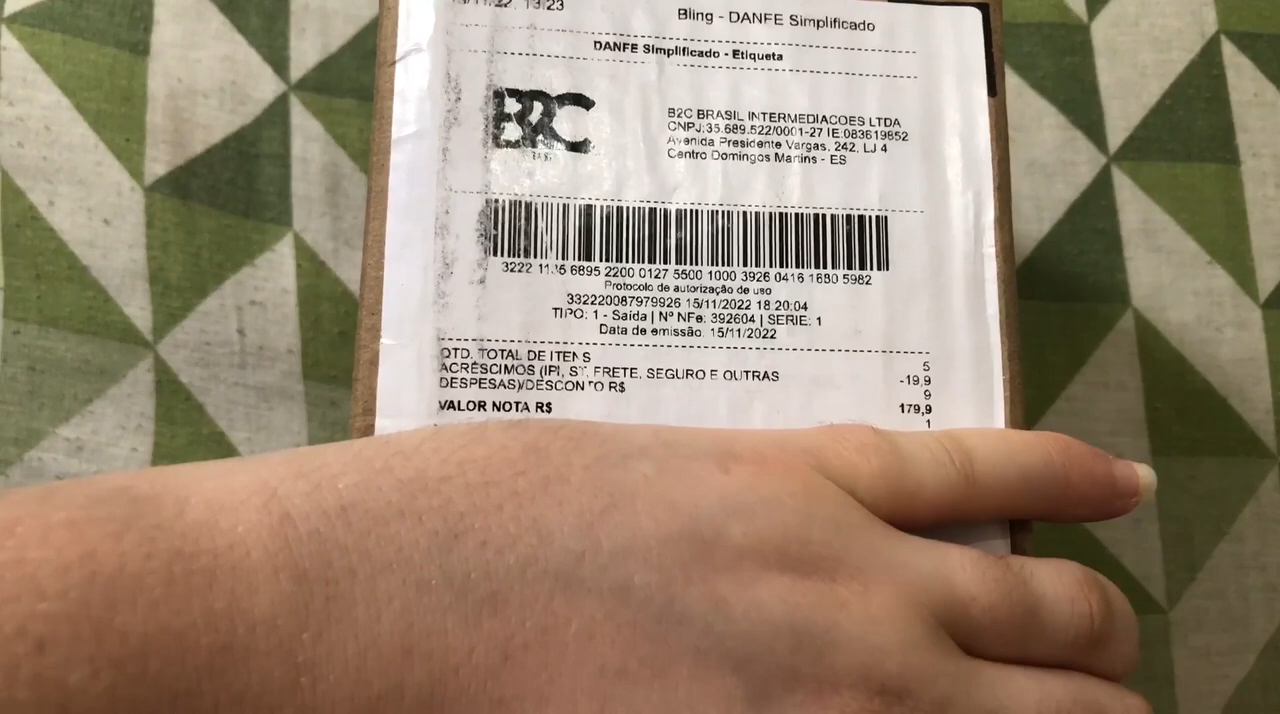 13:23
Bling - DANFE Simplificado
DANFE Simplificado - Etiqueta
B2C BRASIL INTERMEDIACOES LTDA
CNPJ:35.689.522/0001-27 IE:083619852
Avenida Presidente Vargas, 242, LJ 4
Centro Domingos Martins - ES
3222 1135 6895 2200 0127 5500 1000 3926 0416 1680 5982
Protocolo de autorização de uso
332220087979926 15/11/2022 18:20:04
TIPO: 1 - Saída | Nº NFe: 392604 | SERIE: 1
Data de emissão: 15/11/2022
QTD. TOTAL DE ITENS 5
ACRÉSCIMOS (IPI, ST, FRETE, SEGURO E OUTRAS -19,9
DESPESAS)/DESCONTO R$ 9
VALOR NOTA R$ 179,9
1